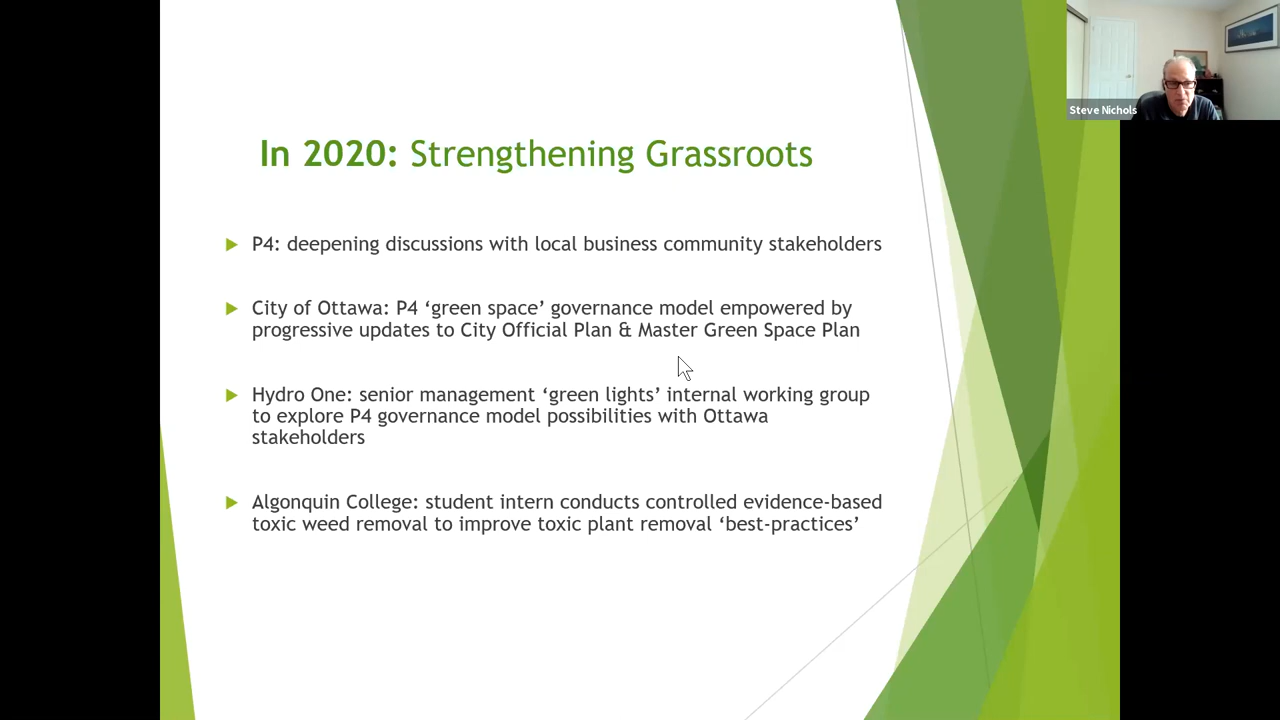 Steve Nichols
In 2020: Strengthening Grassroots
P4: deepening discussions with local business community stakeholders
City of Ottawa: P4 ‘green space’ governance model empowered by
progressive updates to City Official Plan & Master Green Space Plan
Hydro One: senior management ‘green lights’ internal working group
to explore P4 governance model possibilities with Ottawa
stakeholders
Algonquin College: student intern conducts controlled evidence-based
toxic weed removal to improve toxic plant removal ‘best-practices’